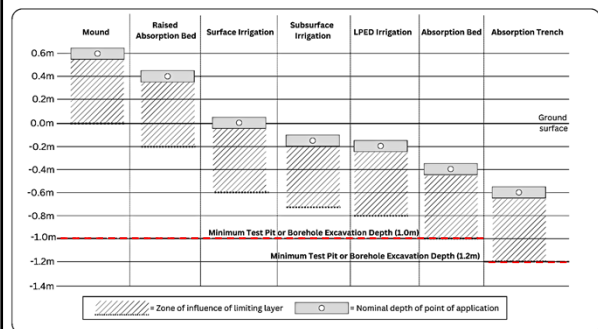 Mound
Raised
Absorption Bed
Surface Irrigation
Subsurface
Irrigation
LPED Irrigation
Absorption Bed
Absorption Trench
0.6m
0.4m
0.2m
0.0m
Ground
surface
-0.2m
-0.4m
-0.6m
-0.8m
Minimum Test Pit or Borehole Excavation Depth (1.0m)
-1.0m
Minimum Test Pit or Borehole Excavation Depth (1.2m)
-1.2m
-1.4m
= Zone of influence of limiting layer
= Nominal depth of point of application